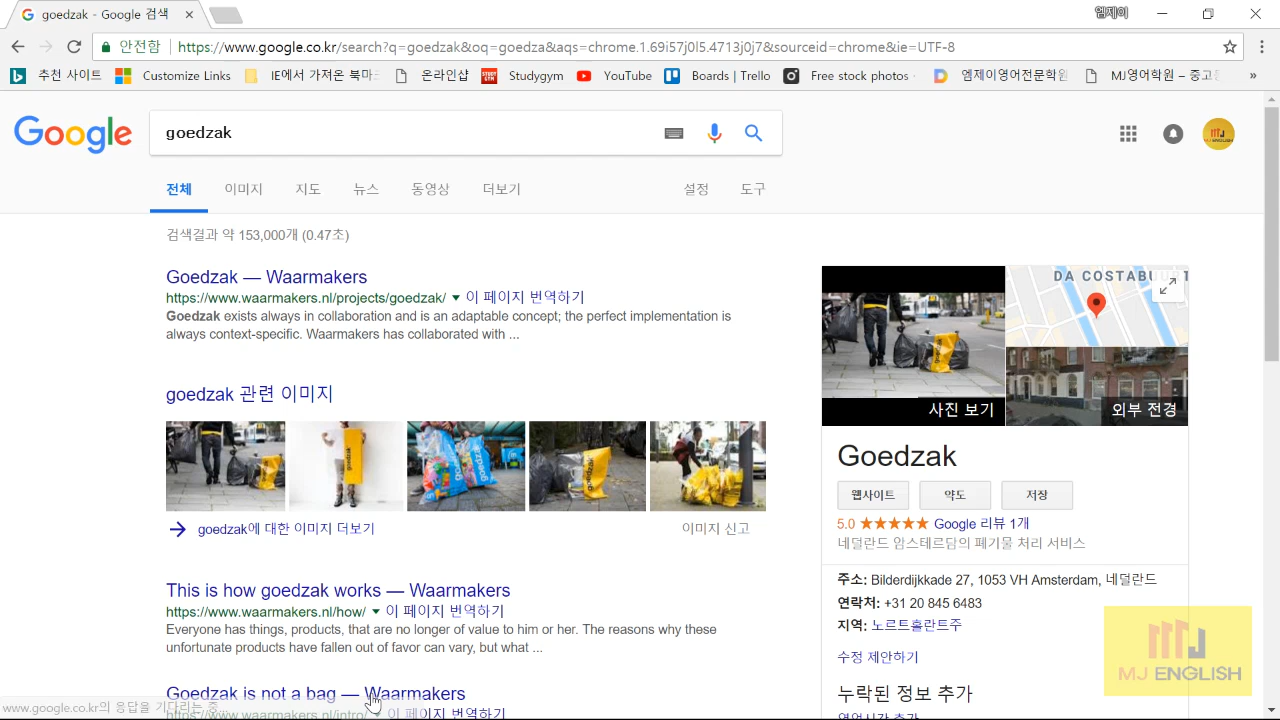 goedzak - Google 검색
엠제이
안전함
https://www.google.co.kr/search?q=goedzak&oq=goedza&aqs=chrome.1.69i57j0l5.4713j0j7&sourceid=chrome&ie=UTF-8
추천 사이트 Customize Links IE에서 가져온 북마크 온라인삽 Studygym YouTube Boards | Trello Free stock photos 엠제이영어전문학원 MJ영어학원 – 중고등 »
Google goedzak
전체 이미지 지도 뉴스 동영상 더보기 설정 도구
검색결과 약 153,000개 (0.47초)
Goedzak — Waarmakers
https://www.waarmakers.nl/projects/goedzak/ ▼ 이 페이지 번역하기
Goedzak exists always in collaboration and is an adaptable concept; the perfect implementation is
always context-specific. Waarmakers has collaborated with ...
goedzak 관련 이미지
goedzak에 대한 이미지 더보기 이미지 신고
This is how goedzak works — Waarmakers
https://www.waarmakers.nl/how/ ▼ 이 페이지 번역하기
Everyone has things, products, that are no longer of value to him or her. The reasons why these
unfortunate products have fallen out of favor can vary, but what ...
Goedzak is not a bag — Waarmakers
https://www.waarmakers.nl/intro/ ▼ 이 페이지 번역하기
www.google.co.kr의 응답을 기다리는 중...
DA COSTABUURT
사진 보기
외부 전경
Goedzak
웹사이트 약도 저장
5.0 ★★★★★ Google 리뷰 1개
네덜란드 암스테르담의 폐기물 처리 서비스
주소: Bilderdijkkade 27, 1053 VH Amsterdam, 네덜란드
연락처: +31 20 845 6483
지역: 노르트홀란트주
수정 제안하기
누락된 정보 추가
영업시간 추가
MJ ENGLISH